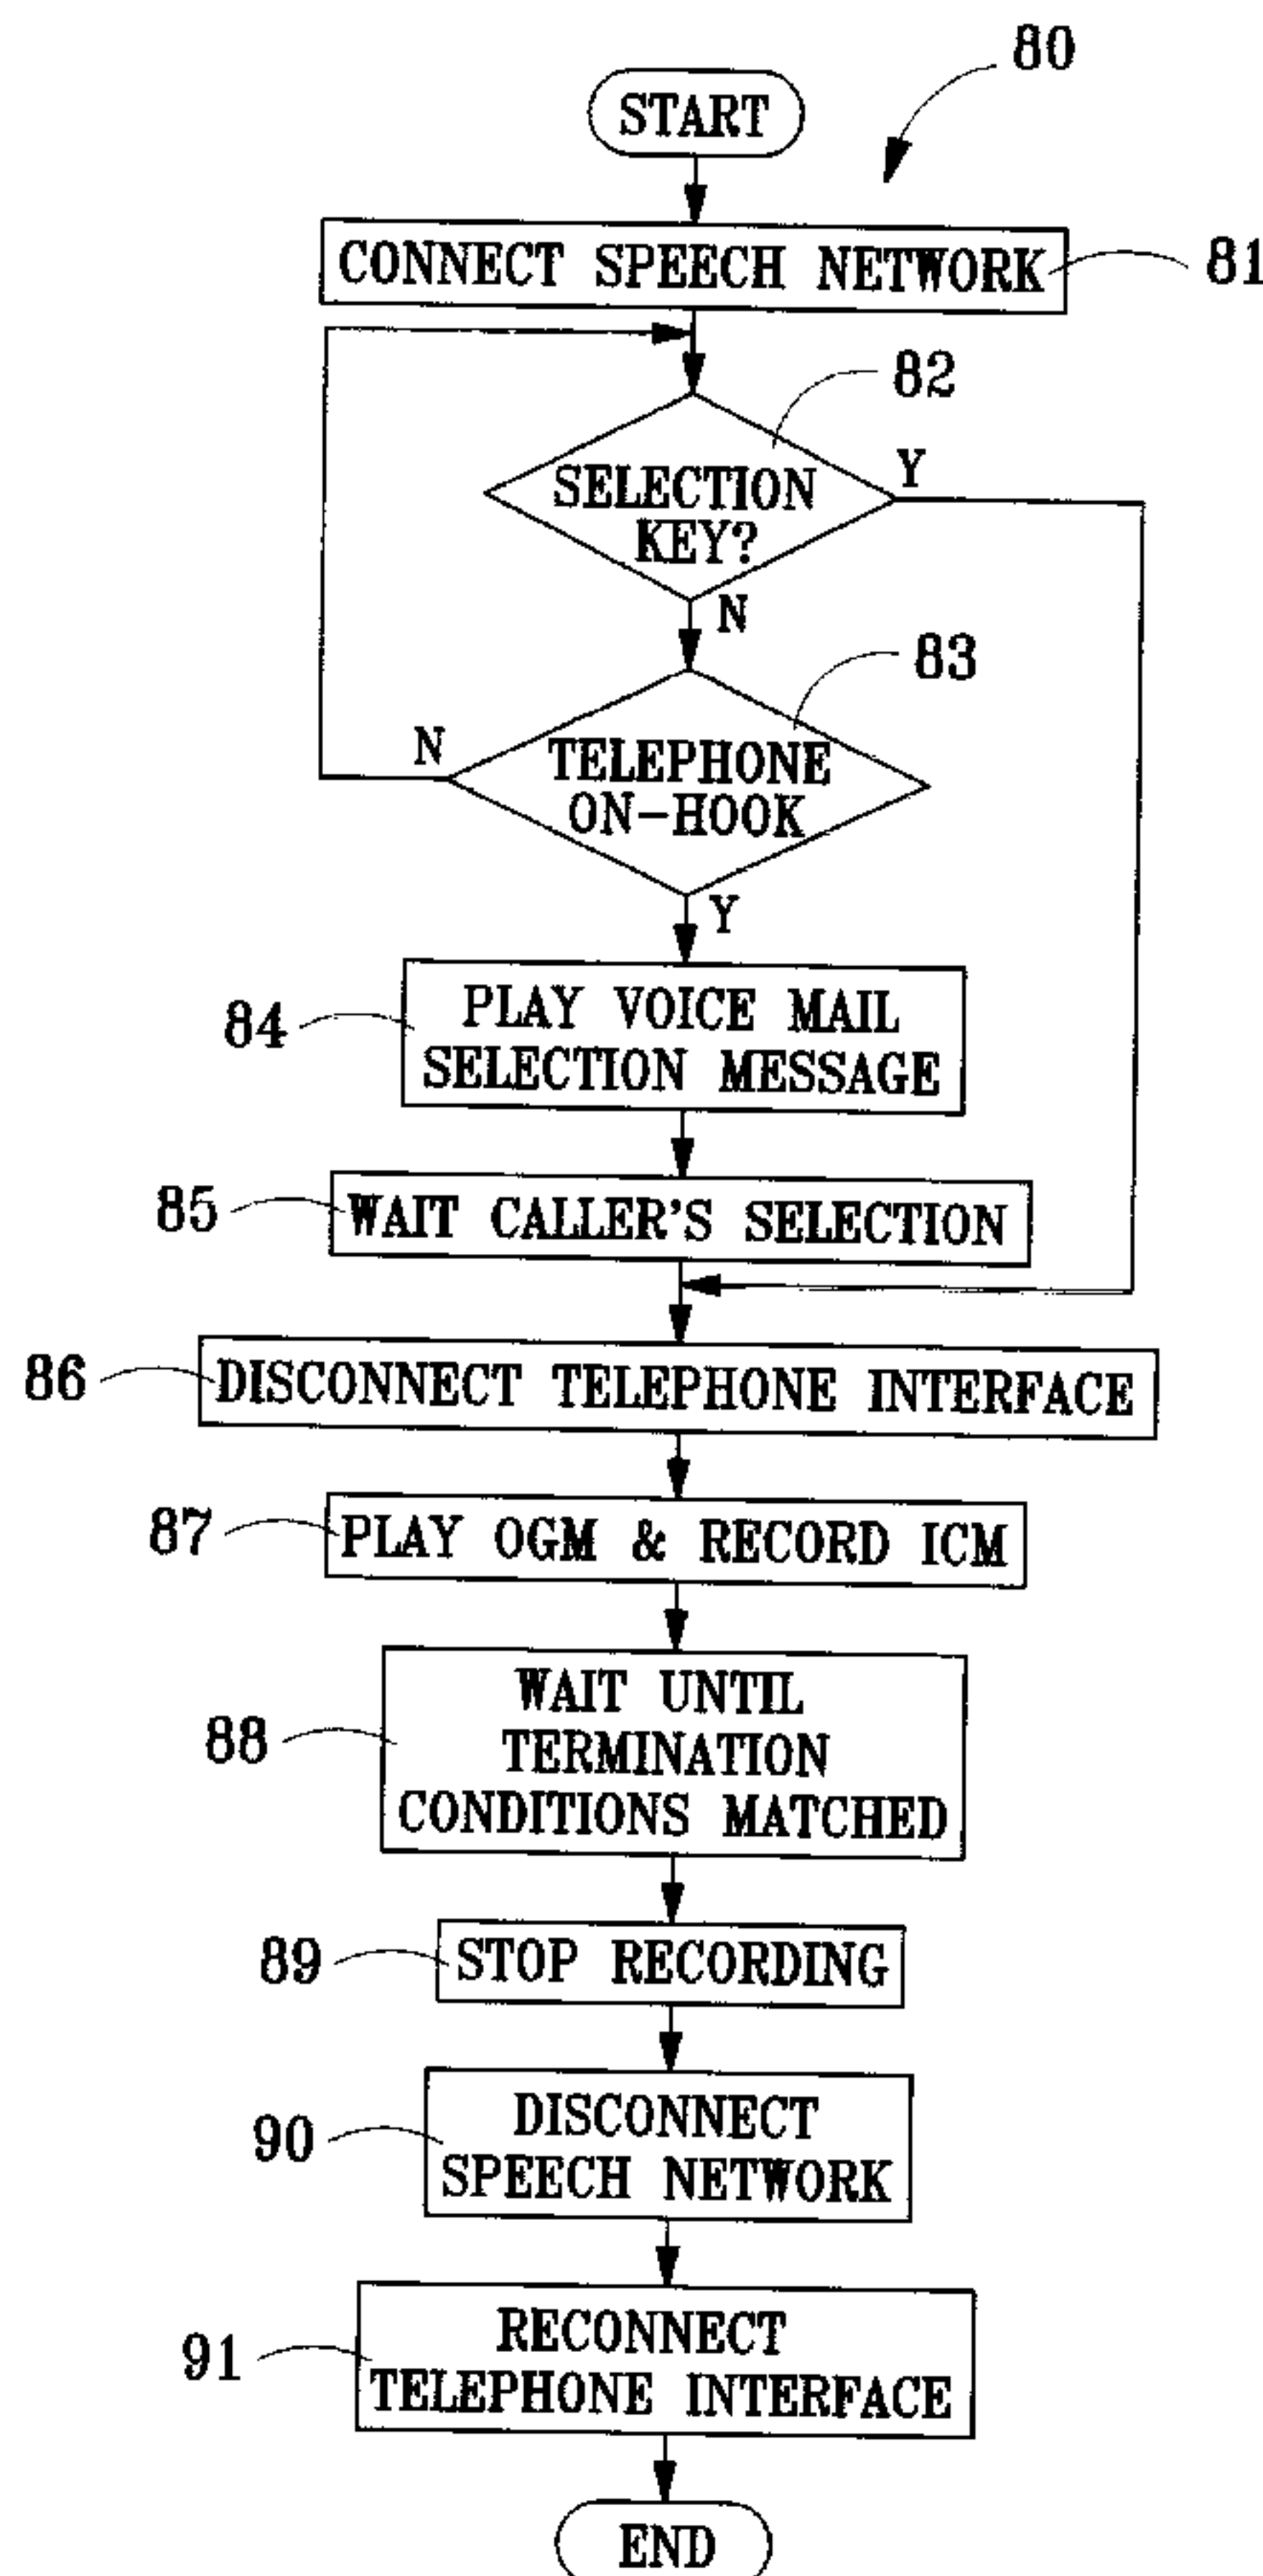 80
START
CONNECT SPEECH NETWORK
81
82
SELECTION
KEY?
Y
N
83
TELEPHONE
ON-HOOK
N
Y
84
PLAY VOICE MAIL
SELECTION MESSAGE
85
WAIT CALLER'S SELECTION
86
DISCONNECT TELEPHONE INTERFACE
87
PLAY OGM & RECORD ICM
88
WAIT UNTIL
TERMINATION
CONDITIONS MATCHED
89
STOP RECORDING
90
DISCONNECT
SPEECH NETWORK
91
RECONNECT
TELEPHONE INTERFACE
END